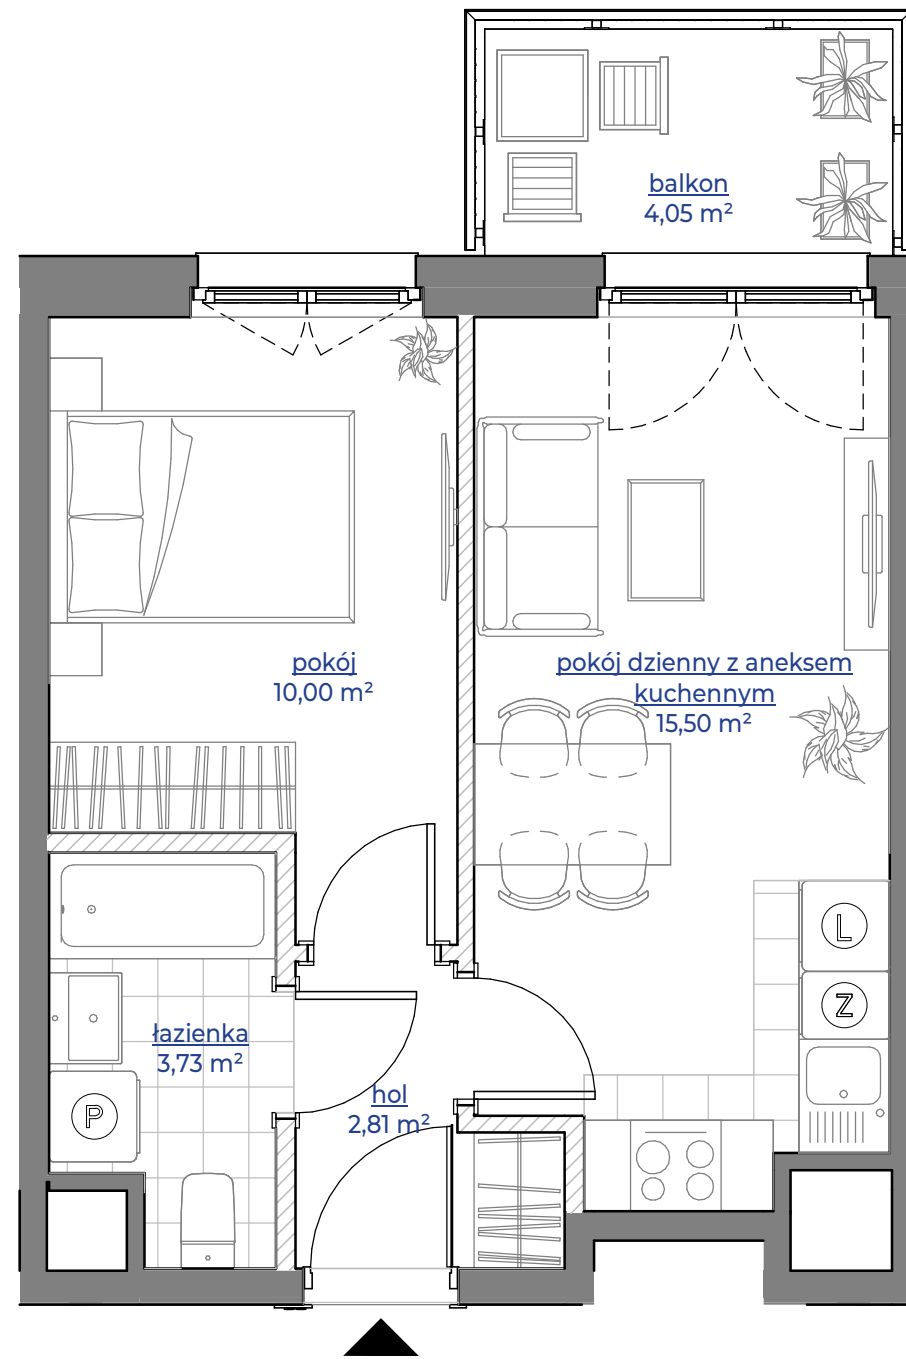 balkon
4,05 m²
pokój
10,00 m²
pokój dzienny z aneksem
kuchennym
15,50 m²
L
Z
łazienka
3,73 m²
hol
2,81 m²
P